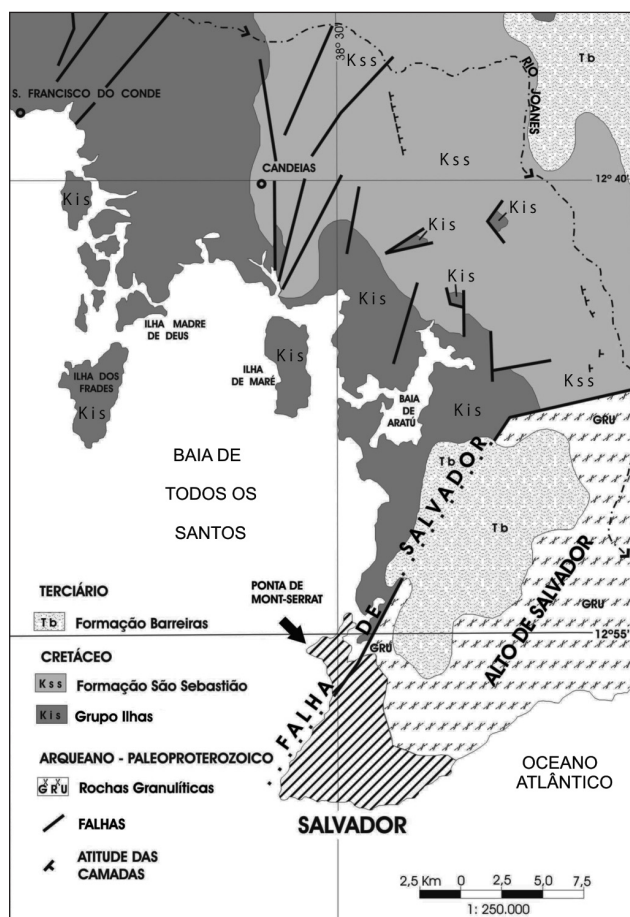 38° 30'
Kss
Tb
RIO JOANES
S. FRANCISCO DO CONDE
CANDEIAS
Kss
12° 40'
Kis
Kis
Kis
Kis
Kis
ILHA MADRE
DE DEUS
ILHA DOS
FRADES
Kis
ILHA
DE MARÉ
Kis
BAIA
DE
ARATÚ
Kis
Kss
GRU
BAIA DE
TODOS OS
SANTOS
Tb
Tb
FALHA DE SALVADOR
ALTO DE SALVADOR
GRU
GRU
PONTA DE
MONT-SERRAT
12° 55'
TERCIÁRIO
Tb Formação Barreiras
CRETÁCEO
Kss Formação São Sebastião
Kis Grupo Ilhas
ARQUEANO - PALEOPROTEROZOICO
GRU Rochas Granulíticas
FALHAS
ATITUDE DAS
CAMADAS
OCEANO
ATLÂNTICO
SALVADOR
2,5 Km 0 2,5 5 7,5
1: 250.000